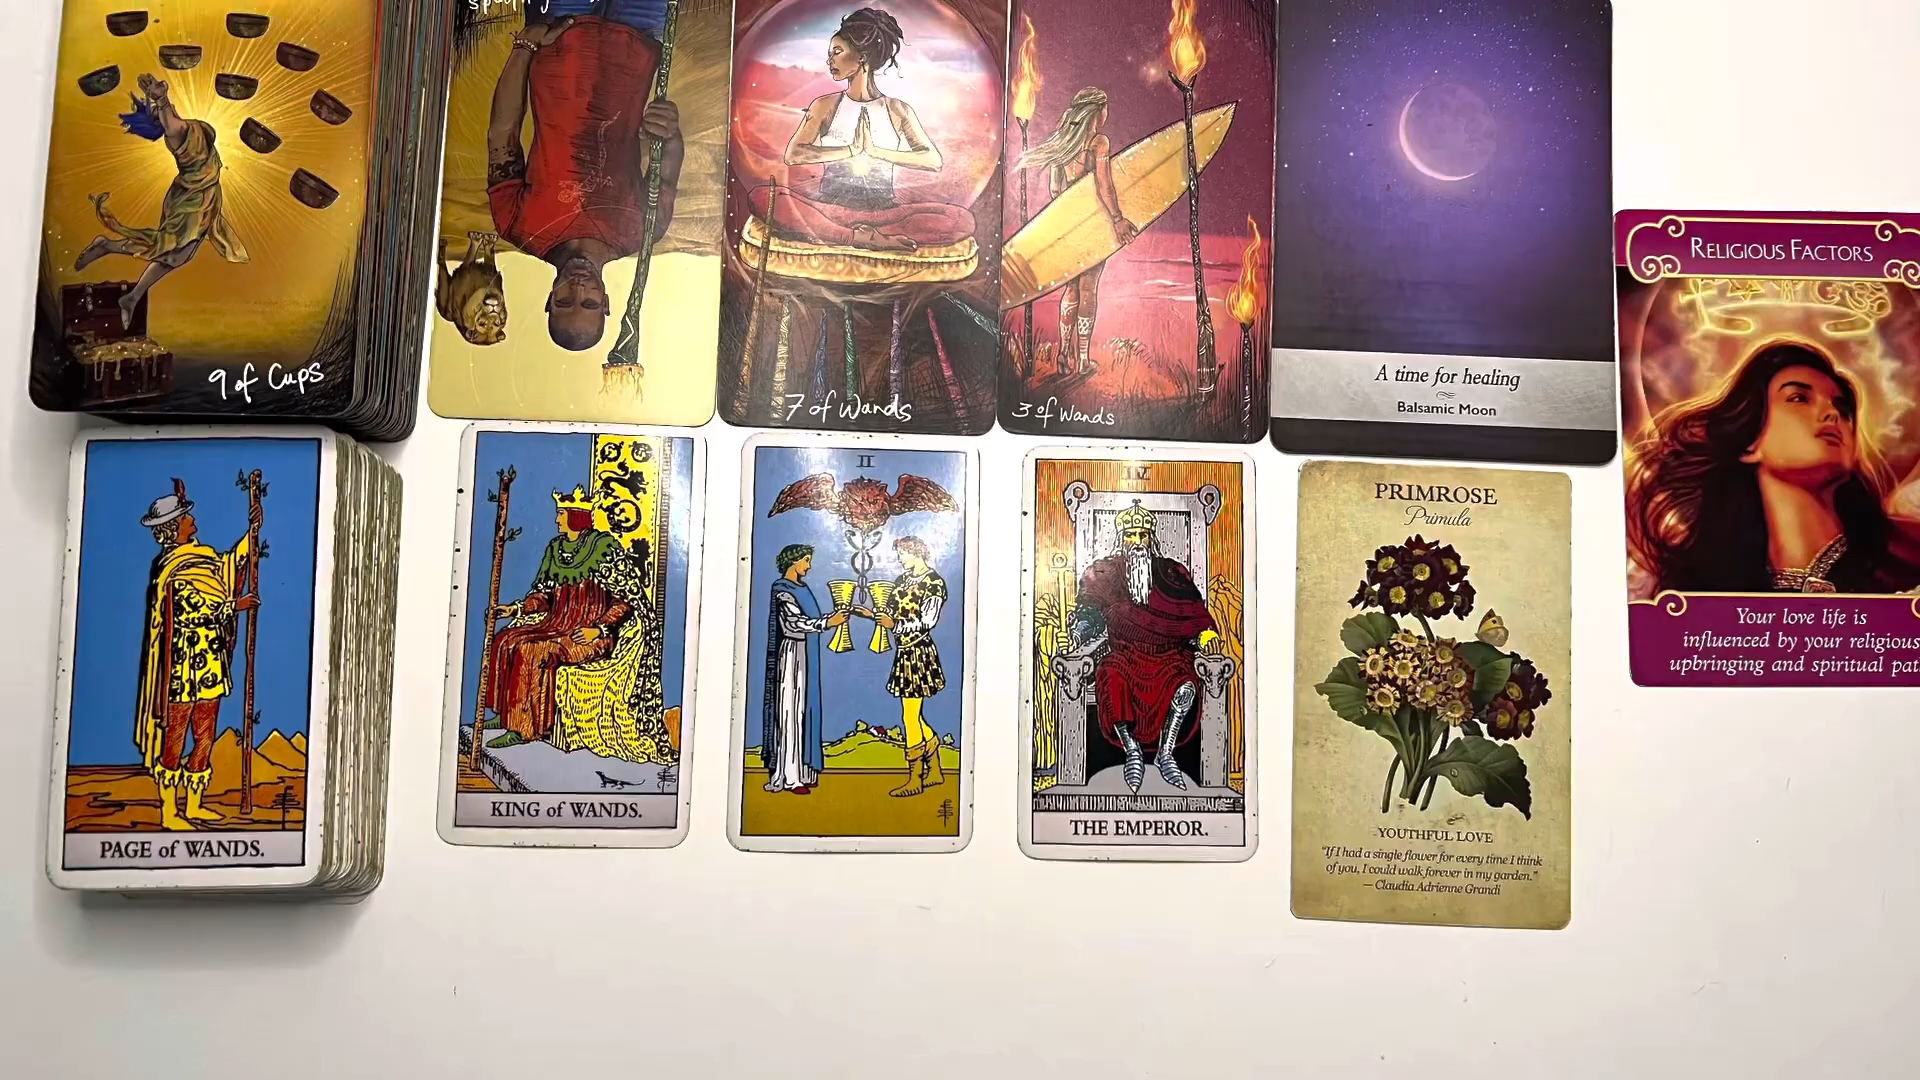 9 of Cups
7 of Wands
3 of Wands
A time for healing
Balsamic Moon
RELIGIOUS FACTORS
Your love life is
influenced by your religious
upbringing and spiritual
PAGE of WANDS.
KING of WANDS.
II
THE EMPEROR.
PRIMROSE
Primula
YOUTHFUL LOVE
"If I had a single flower for every time I think
of you, I could walk forever in my garden."
— Claudia Adrienne Grandi